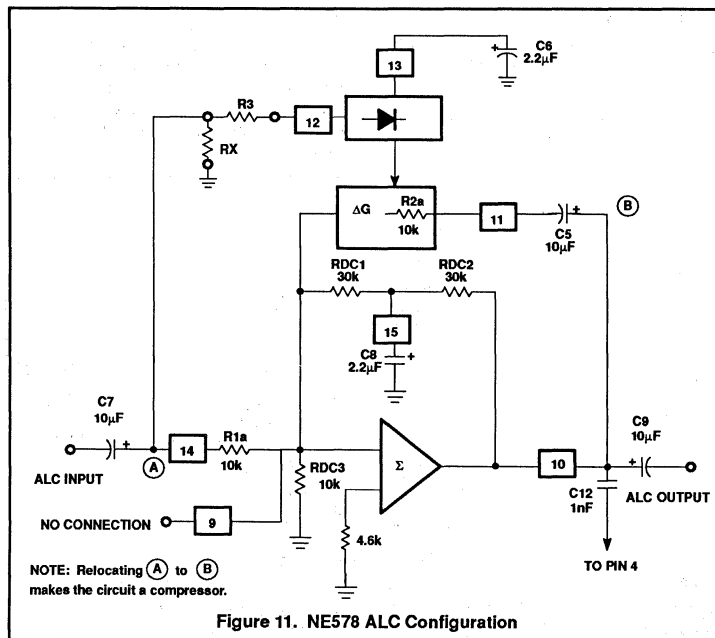 13
C6
2.2µF
+
R3
12
RX
ΔG
R2a
10k
11
+
C5
10µF
B
RDC1
30k
RDC2
30k
15
C8
2.2µF
+
C7
10µF
+
A
14
R1a
10k
ALC INPUT
RDC3
10k
Σ
10
C9
10µF
+
ALC OUTPUT
C12
1nF
NO CONNECTION
9
4.6k
TO PIN 4
NOTE: Relocating A to B
makes the circuit a compressor.
Figure 11. NE578 ALC Configuration